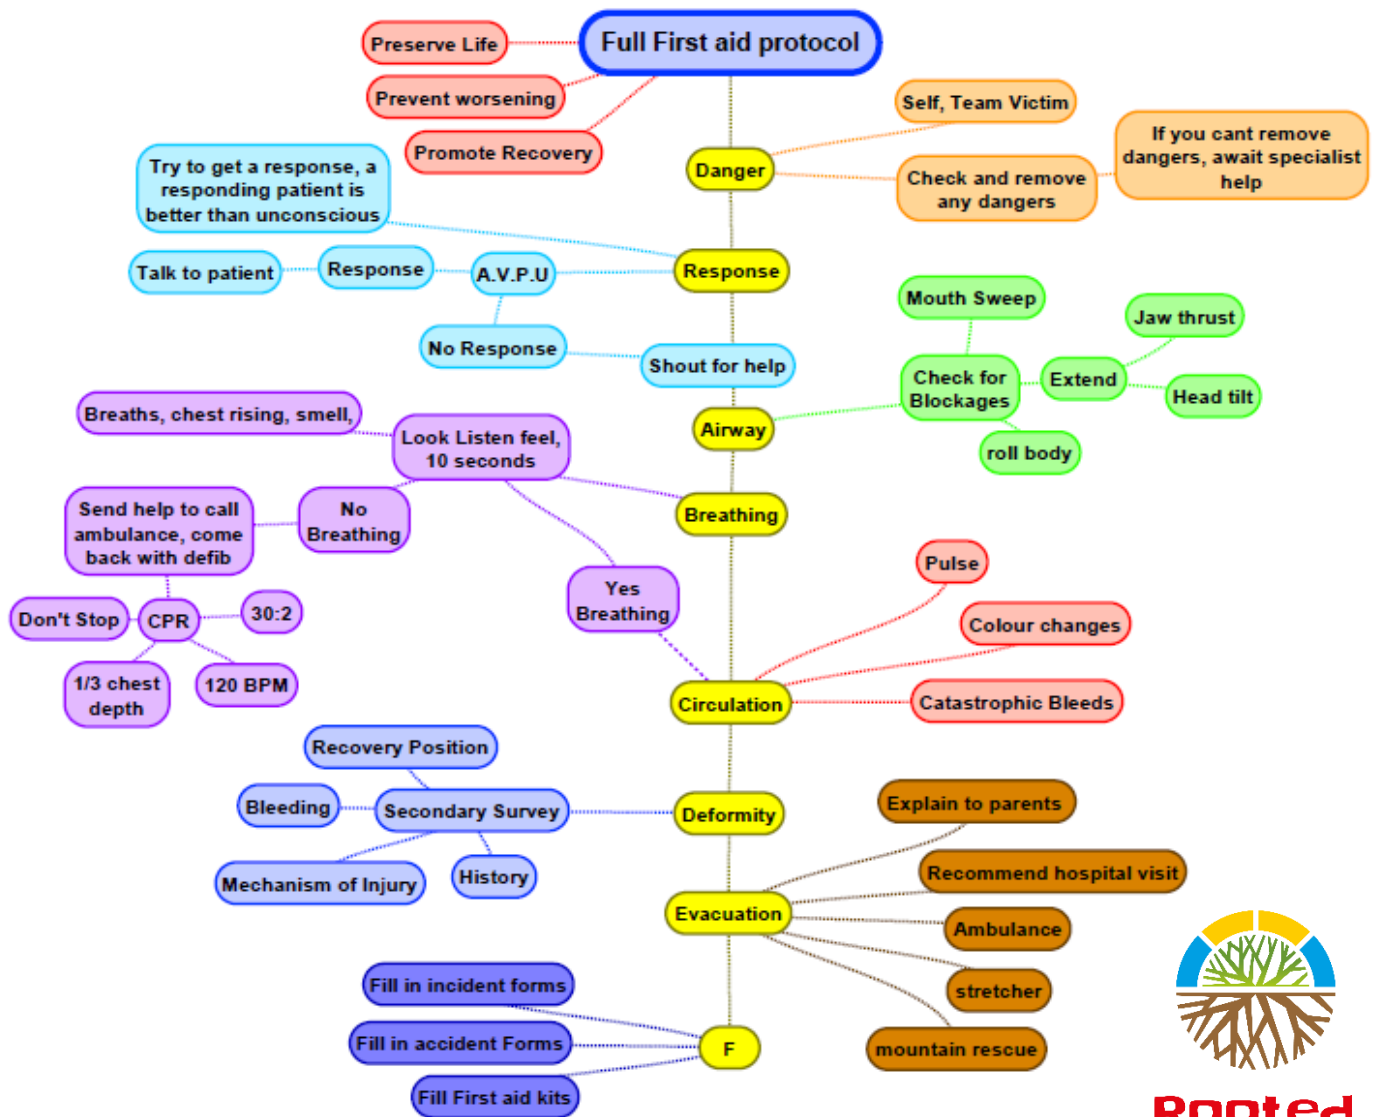 Full First aid protocol
Preserve Life
Prevent worsening
Promote Recovery
Danger
Self, Team Victim
Check and remove
any dangers
If you cant remove
dangers, await specialist
help
Try to get a response, a
responding patient is
better than unconscious
Response
A.V.P.U
Response
Talk to patient
No Response
Shout for help
Airway
Mouth Sweep
Check for
Blockages
Extend
Jaw thrust
Head tilt
roll body
Breathing
Look Listen feel,
10 seconds
Breaths, chest rising, smell,
No
Breathing
Send help to call
ambulance, come
back with defib
CPR
Don't Stop
30:2
1/3 chest
depth
120 BPM
Yes
Breathing
Circulation
Pulse
Colour changes
Catastrophic Bleeds
Deformity
Secondary Survey
Recovery Position
Bleeding
Mechanism of Injury
History
Evacuation
Explain to parents
Recommend hospital visit
Ambulance
stretcher
mountain rescue
F
Fill in incident forms
Fill in accident Forms
Fill First aid kits
Rooted